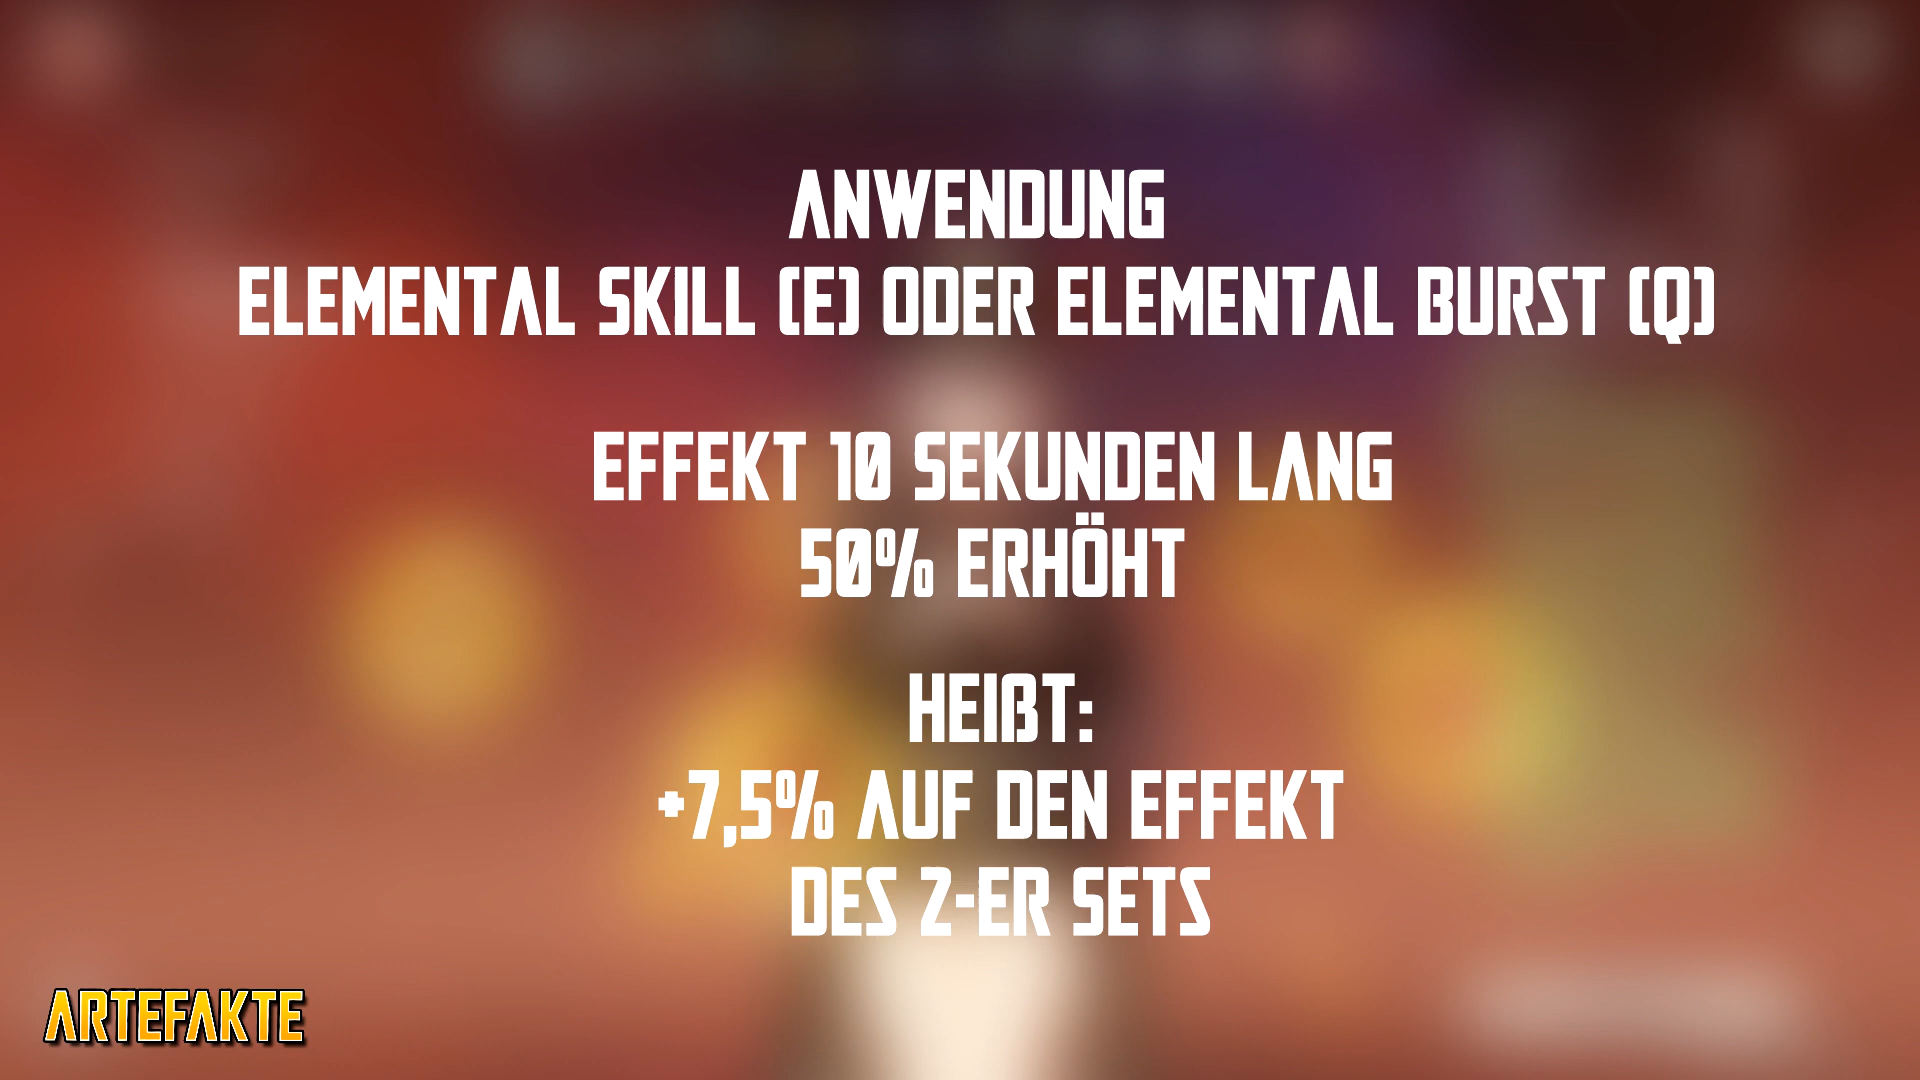 ANWENDUNG
ELEMENTAL SKILL (E) ODER ELEMENTAL BURST (Q)
EFFEKT 10 SEKUNDEN LANG
50% ERHÖHT
HEIßT:
+7,5% AUF DEN EFFEKT
DES 2-ER SETS
ARTEFAKTE